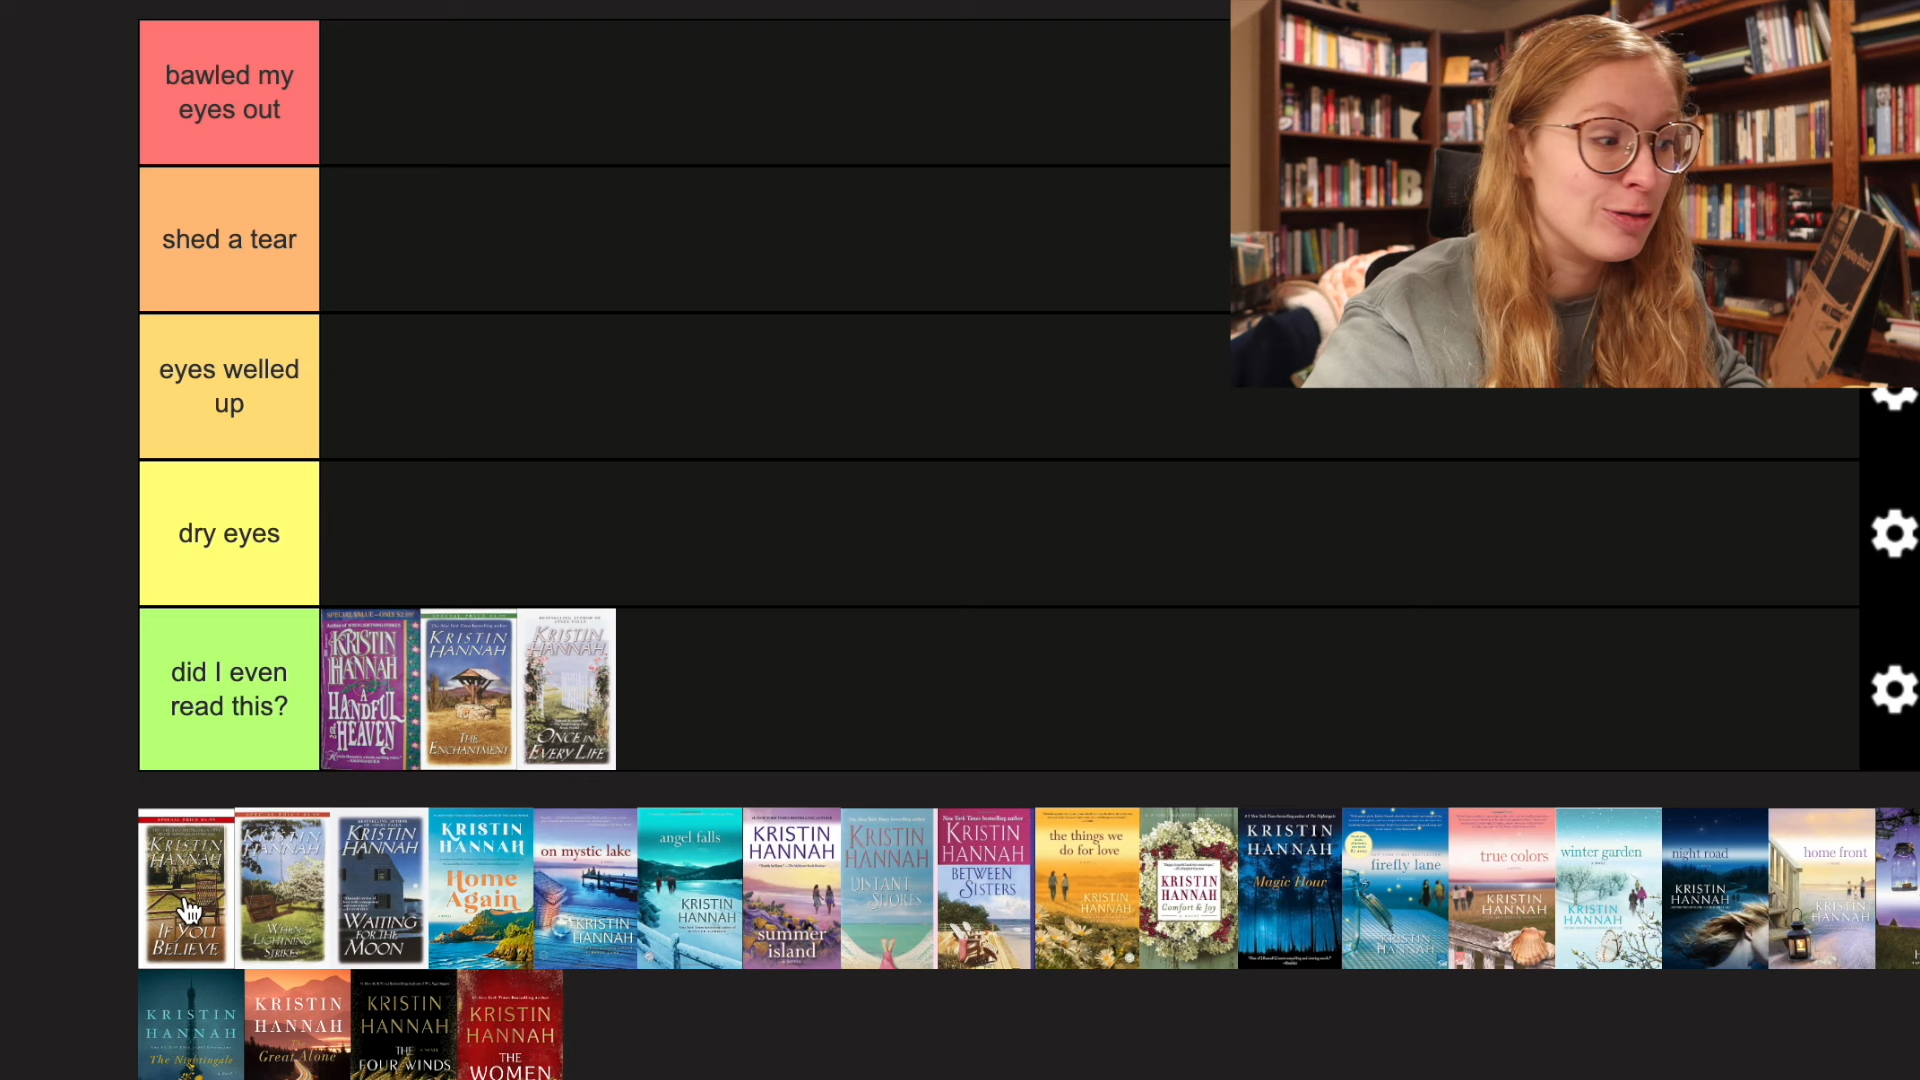 bawled my
eyes out
shed a tear
eyes welled
up
dry eyes
did I even
read this?
KRISTIN
HANNAH
A
HANDFUL
of
HEAVEN
KRISTIN
HANNAH
THE
ENCHANTMENT
KRISTIN
HANNAH
ONCE IN
EVERY LIFE
KRISTIN
HANNAH
IF YOU
BELIEVE
KRISTIN
HANNAH
WHEN
LIGHTNING
STRIKES
KRISTIN
HANNAH
WAITING
FOR THE
MOON
KRISTIN
HANNAH
Home
Again
on mystic lake
KRISTIN
HANNAH
angel falls
KRISTIN
HANNAH
KRISTIN
HANNAH
summer
island
KRISTIN
HANNAH
DISTANT
SHORES
New York Times bestselling author
KRISTIN
HANNAH
BETWEEN
SISTERS
the things we
do for love
KRISTIN
HANNAH
KRISTIN
HANNAH
Comfort & Joy
KRISTIN
HANNAH
Magic Hour
firefly lane
KRISTIN
HANNAH
true colors
KRISTIN
HANNAH
winter garden
KRISTIN
HANNAH
night road
KRISTIN
HANNAH
home front
KRISTIN
HANNAH
KRISTIN
HANNAH
The Nightingale
KRISTIN
HANNAH
The
Great Alone
KRISTIN
HANNAH
THE
FOUR WINDS
KRISTIN
HANNAH
THE
WOMEN
B